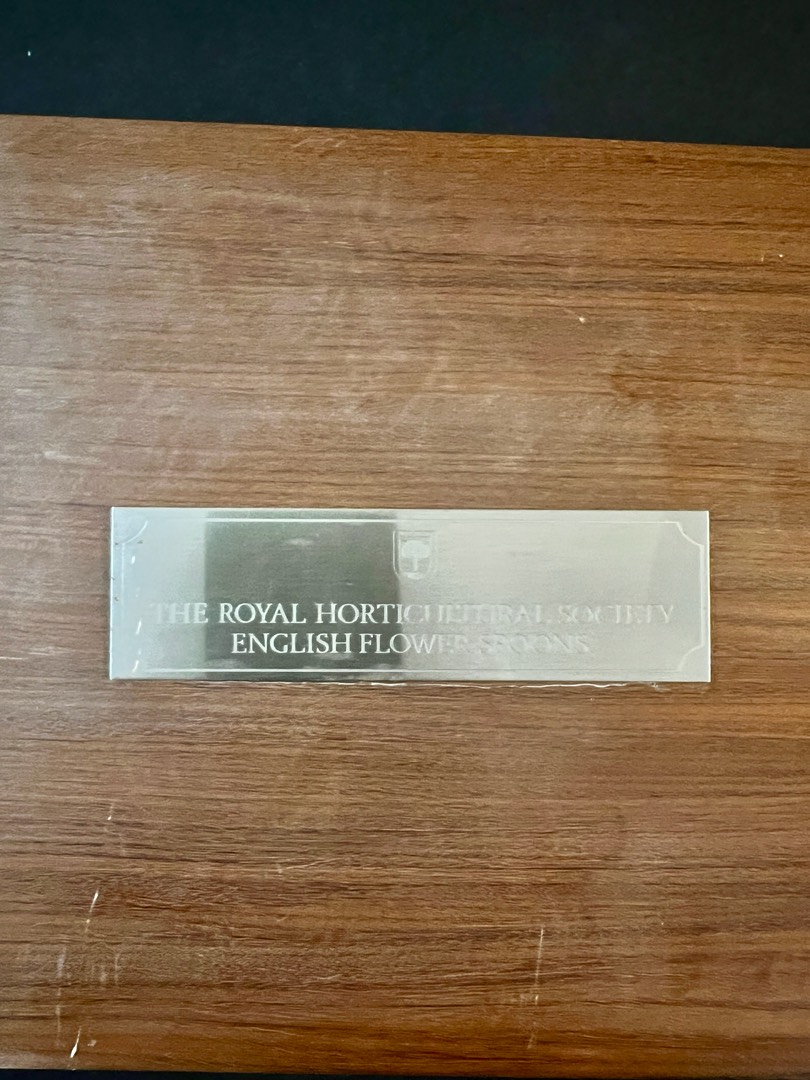 THE ROYAL HORTICULTURAL SOCIETY
ENGLISH FLOWER SPOONS